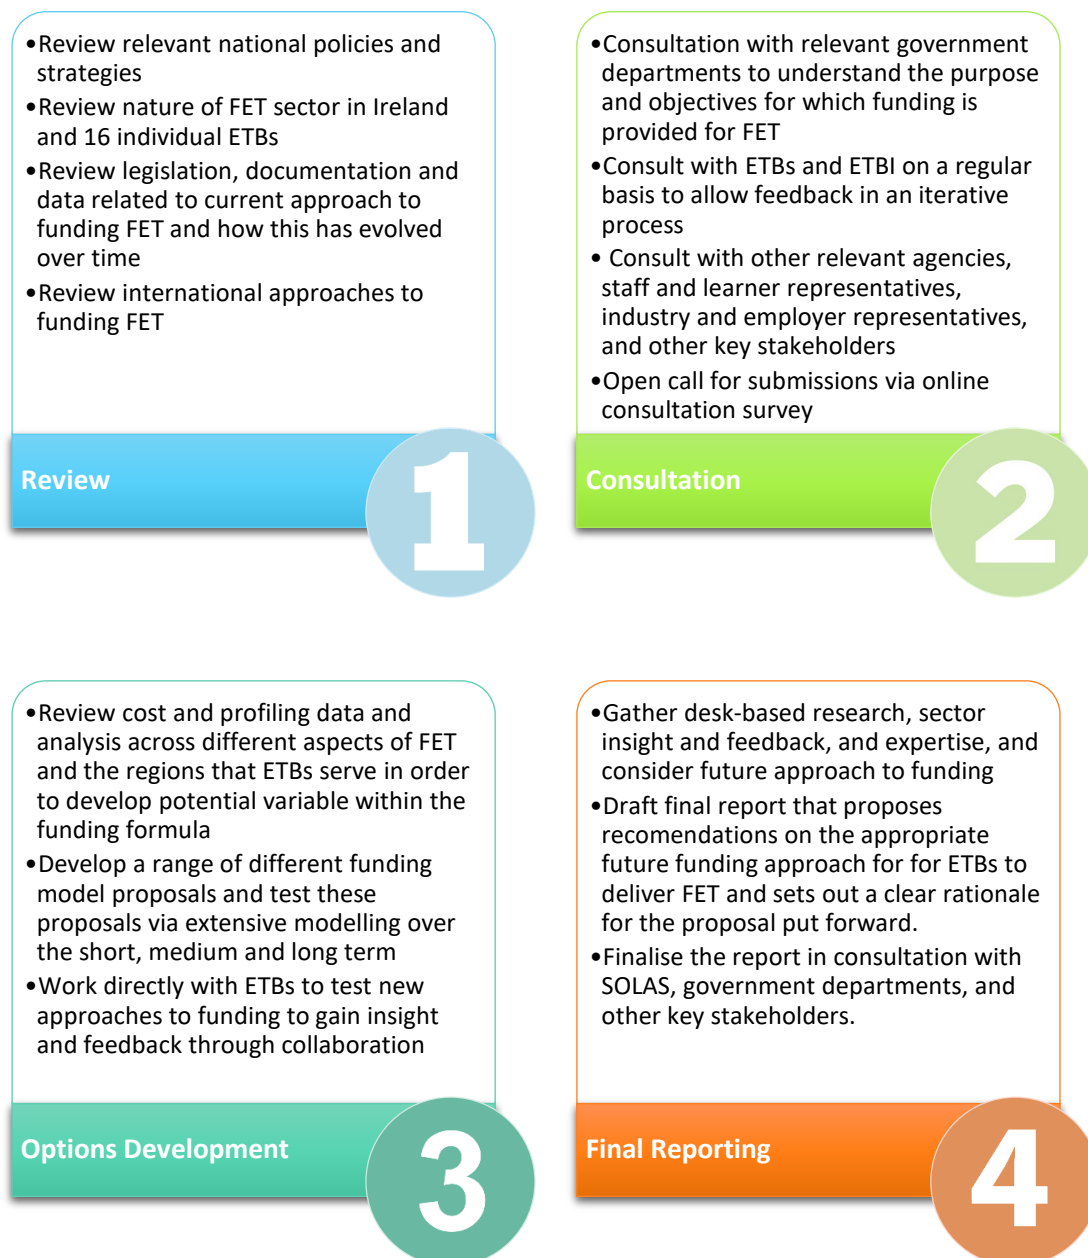 •Review relevant national policies and
strategies
•Review nature of FET sector in Ireland
and 16 individual ETBs
•Review legislation, documentation and
data related to current approach to
funding FET and how this has evolved
over time
•Review international approaches to
funding FET
Review
1
•Consultation with relevant government
departments to understand the purpose
and objectives for which funding is
provided for FET
•Consult with ETBs and ETBI on a regular
basis to allow feedback in an iterative
process
• Consult with other relevant agencies,
staff and learner representatives,
industry and employer representatives,
and other key stakeholders
•Open call for submissions via online
consultation survey
Consultation
2
•Review cost and profiling data and
analysis across different aspects of FET
and the regions that ETBs serve in order
to develop potential variable within the
funding formula
•Develop a range of different funding
model proposals and test these
proposals via extensive modelling over
the short, medium and long term
•Work directly with ETBs to test new
approaches to funding to gain insight
and feedback through collaboration
Options Development
3
•Gather desk-based research, sector
insight and feedback, and expertise, and
consider future approach to funding
•Draft final report that proposes
recomendations on the appropriate
future funding approach for for ETBs to
deliver FET and sets out a clear rationale
for the proposal put forward.
•Finalise the report in consultation with
SOLAS, government departments, and
other key stakeholders.
Final Reporting
4